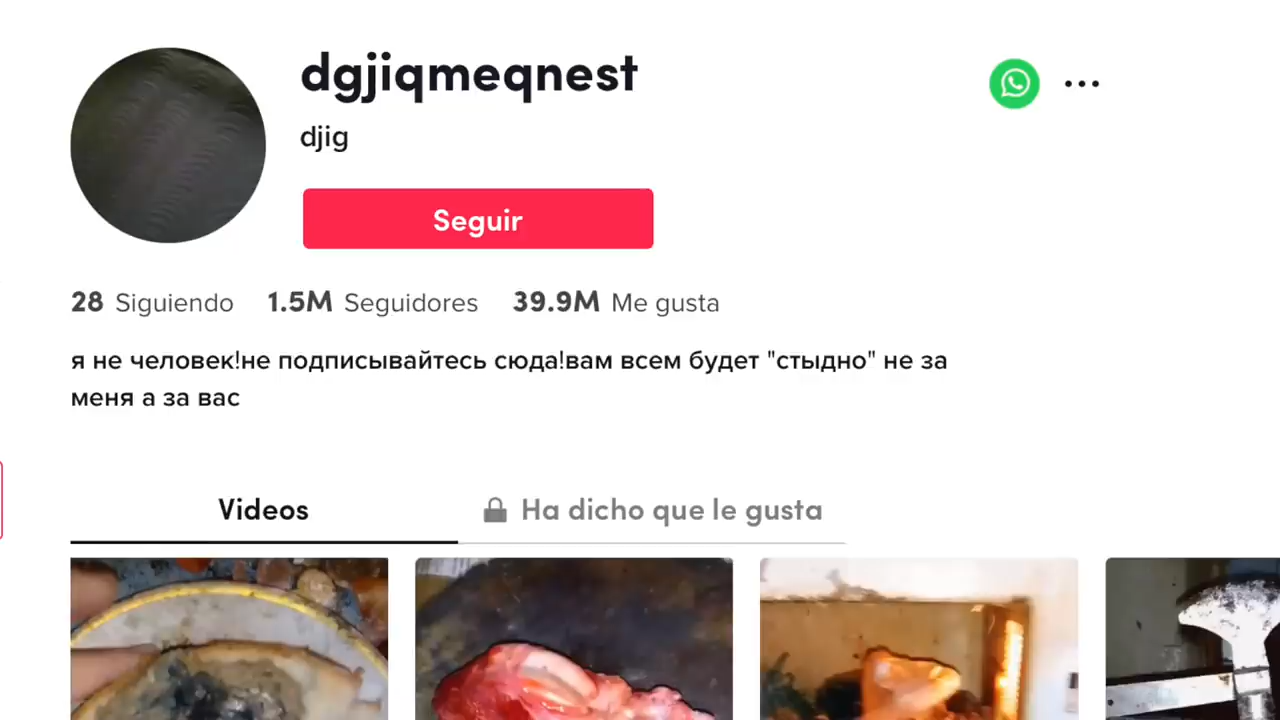 dgjiqmeqnest
djig
Seguir
28 Siguiendo 1.5M Seguidores 39.9M Me gusta
я не человек!не подписывайтесь сюда!вам всем будет "стыдно" не за
меня а за вас
Videos Ha dicho que le gusta